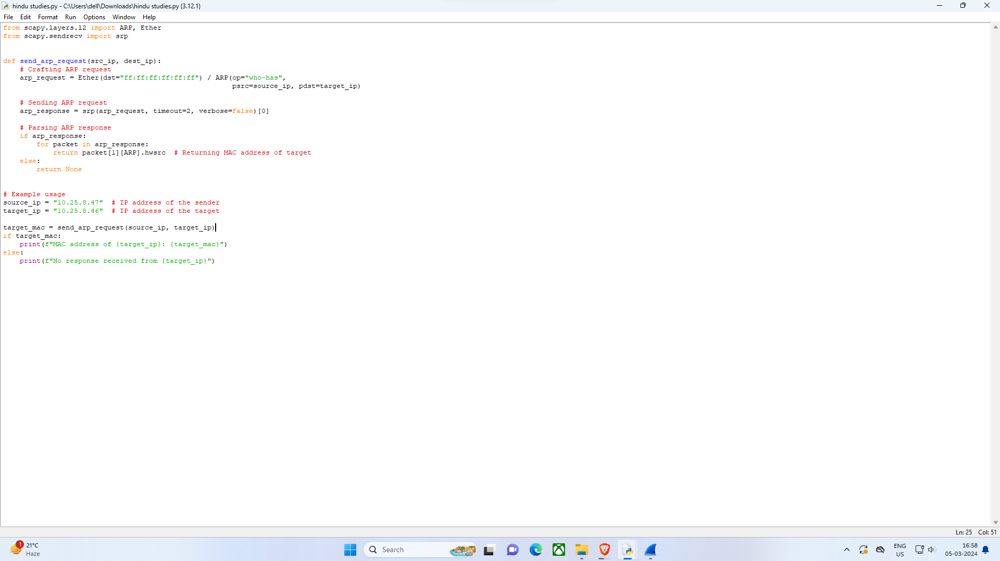 hindu studies.py - C:\Users\dell\Downloads\hindu studies.py (3.12.1)
File Edit Format Run Options Window Help
from scapy.layers.l2 import ARP, Ether
from scapy.sendrecv import srp
def send_arp_request(src_ip, dest_ip):
    # Crafting ARP request
    arp_request = Ether(dst="ff:ff:ff:ff:ff:ff") / ARP(op="who-has",
                                                       psrc=source_ip, pdst=target_ip)
    # Sending ARP request
    arp_response = srp(arp_request, timeout=2, verbose=False)[0]
    # Parsing ARP response
    if arp_response:
        for packet in arp_response:
            return packet[1][ARP].hwsrc  # Returning MAC address of target
    else:
        return None
# Example usage
source_ip = "10.25.8.47"  # IP address of the sender
target_ip = "10.25.8.46"  # IP address of the target
target_mac = send_arp_request(source_ip, target_ip)
if target_mac:
    print(f"MAC address of {target_ip}: {target_mac}")
else:
    print(f"No response received from {target_ip}")
Ln: 25 Col: 51
1
21°C
Haze
Search
ENG
US
16:58
05-03-2024